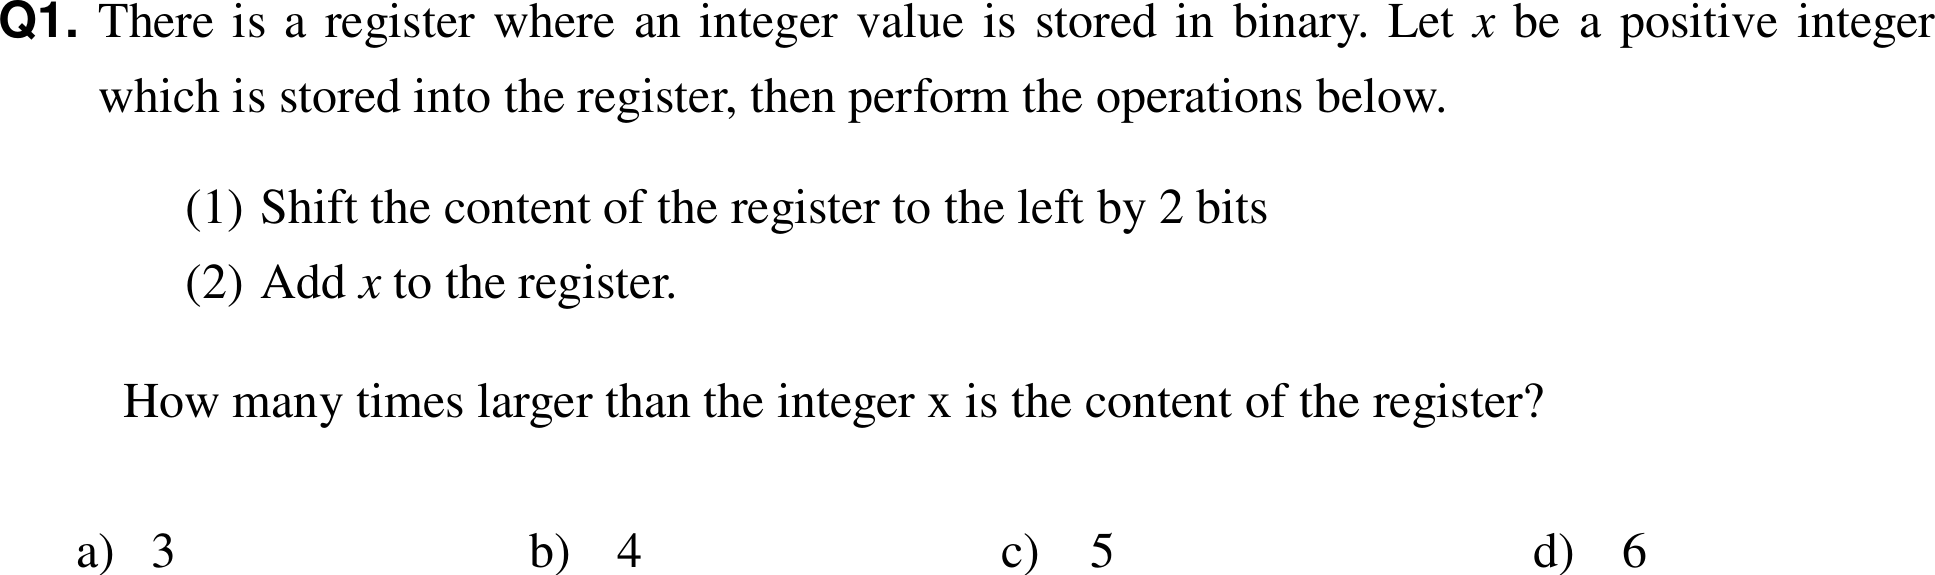 Q1. There is a register where an integer value is stored in binary. Let x be a positive integer
which is stored into the register, then perform the operations below.
(1) Shift the content of the register to the left by 2 bits
(2) Add x to the register.
How many times larger than the integer x is the content of the register?
a) 3 b) 4 c) 5 d) 6